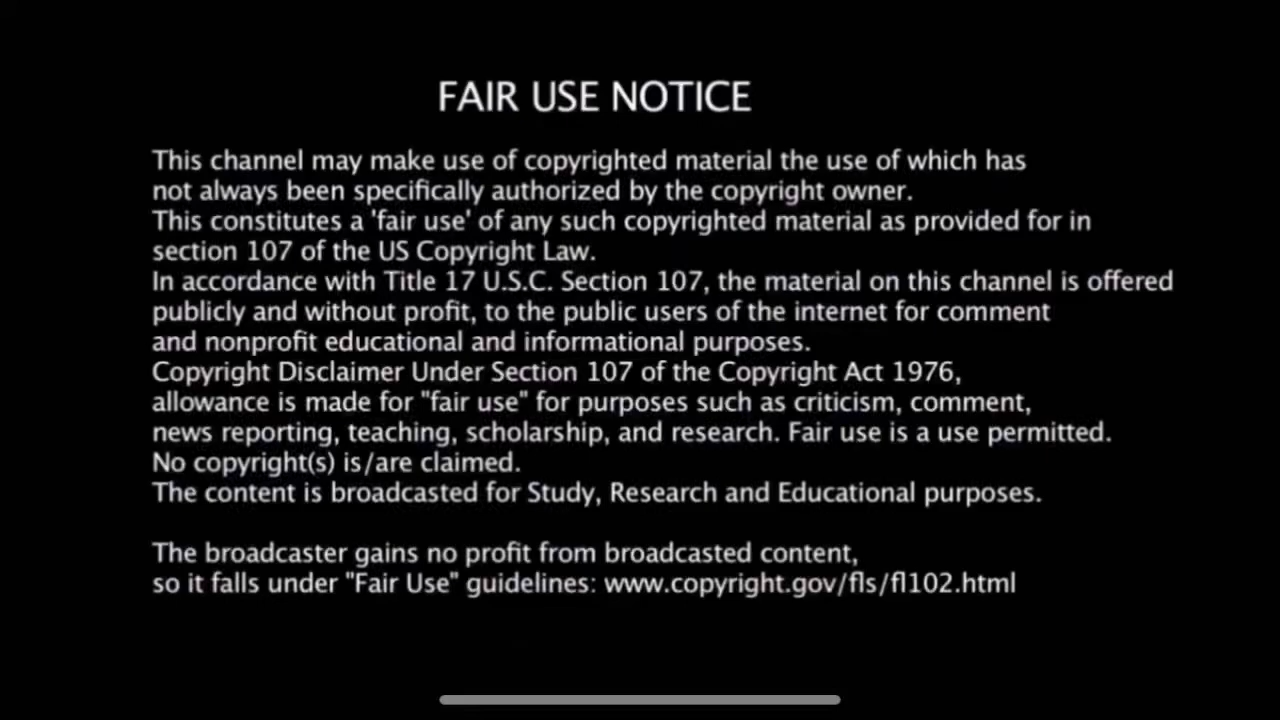 FAIR USE NOTICE
This channel may make use of copyrighted material the use of which has
not always been specifically authorized by the copyright owner.
This constitutes a 'fair use' of any such copyrighted material as provided for in
section 107 of the US Copyright Law.
In accordance with Title 17 U.S.C. Section 107, the material on this channel is offered
publicly and without profit, to the public users of the internet for comment
and nonprofit educational and informational purposes.
Copyright Disclaimer Under Section 107 of the Copyright Act 1976,
allowance is made for "fair use" for purposes such as criticism, comment,
news reporting, teaching, scholarship, and research. Fair use is a use permitted.
No copyright(s) is/are claimed.
The content is broadcasted for Study, Research and Educational purposes.
The broadcaster gains no profit from broadcasted content,
so it falls under "Fair Use" guidelines: www.copyright.gov/fls/fl102.html